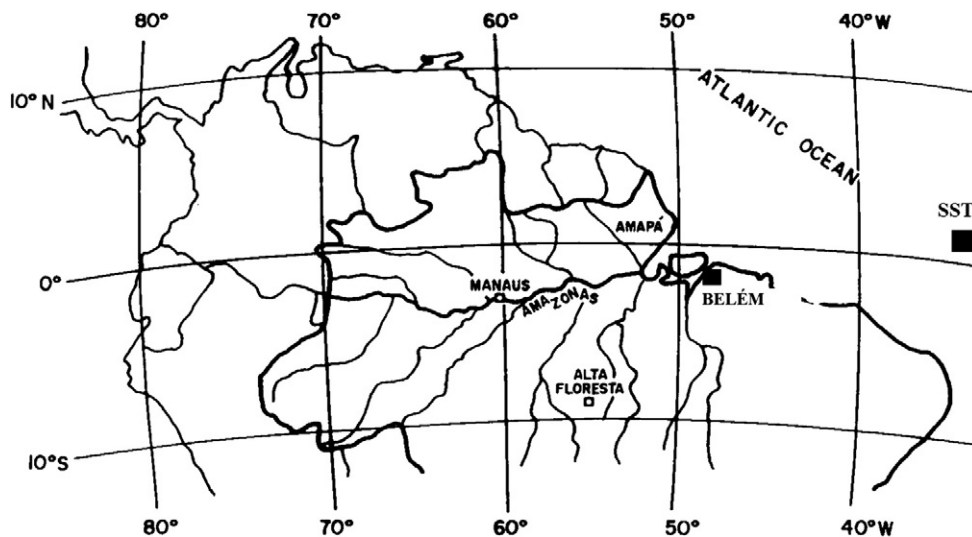 80° 70° 60° 50° 40° W
10° N
ATLANTIC OCEAN
SST
AMAPÁ
0°
MANAUS
AMAZONAS
BELÉM
ALTA
FLORESTA
10°S
80° 70° 60° 50° 40°